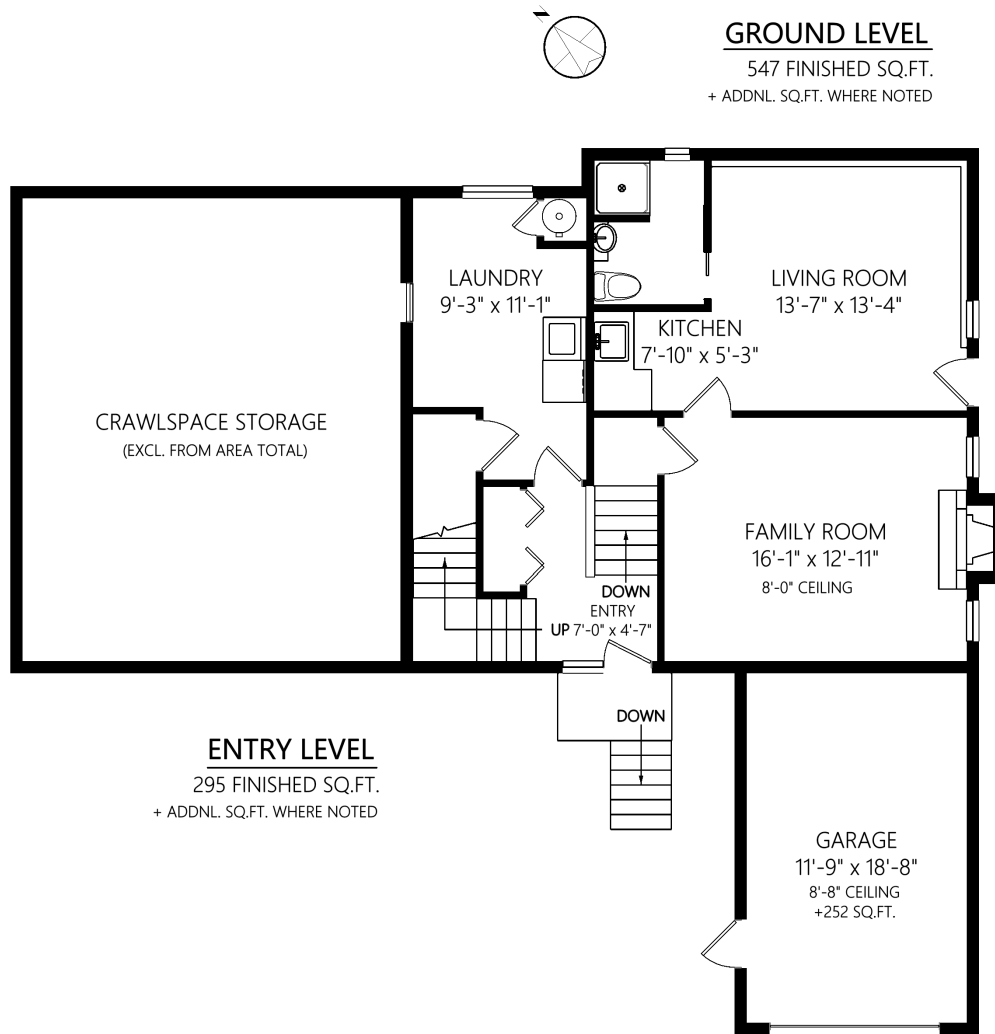 N
GROUND LEVEL
547 FINISHED SQ.FT.
+ ADDNL. SQ.FT. WHERE NOTED
LAUNDRY
9'-3" x 11'-1"
LIVING ROOM
13'-7" x 13'-4"
KITCHEN
7'-10" x 5'-3"
CRAWLSPACE STORAGE
(EXCL. FROM AREA TOTAL)
FAMILY ROOM
16'-1" x 12'-11"
8'-0" CEILING
DOWN
ENTRY
UP 7'-0" x 4'-7"
DOWN
ENTRY LEVEL
295 FINISHED SQ.FT.
+ ADDNL. SQ.FT. WHERE NOTED
GARAGE
11'-9" x 18'-8"
8'-8" CEILING
+252 SQ.FT.